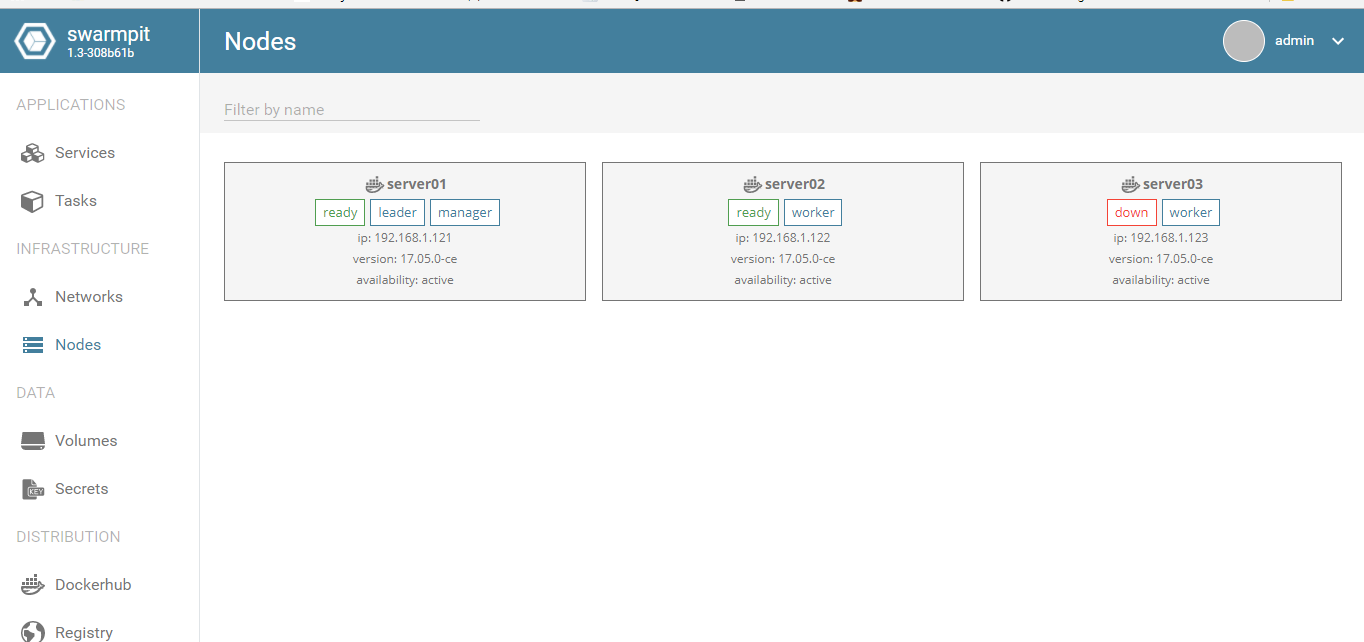 swarmpit
1.3-308b61b
Nodes
admin
APPLICATIONS
Services
Tasks
INFRASTRUCTURE
Networks
Nodes
DATA
Volumes
KEY
Secrets
DISTRIBUTION
Dockerhub
Registry
Filter by name
server01
ready leader manager
ip: 192.168.1.121
version: 17.05.0-ce
availability: active
server02
ready worker
ip: 192.168.1.122
version: 17.05.0-ce
availability: active
server03
down worker
ip: 192.168.1.123
version: 17.05.0-ce
availability: active